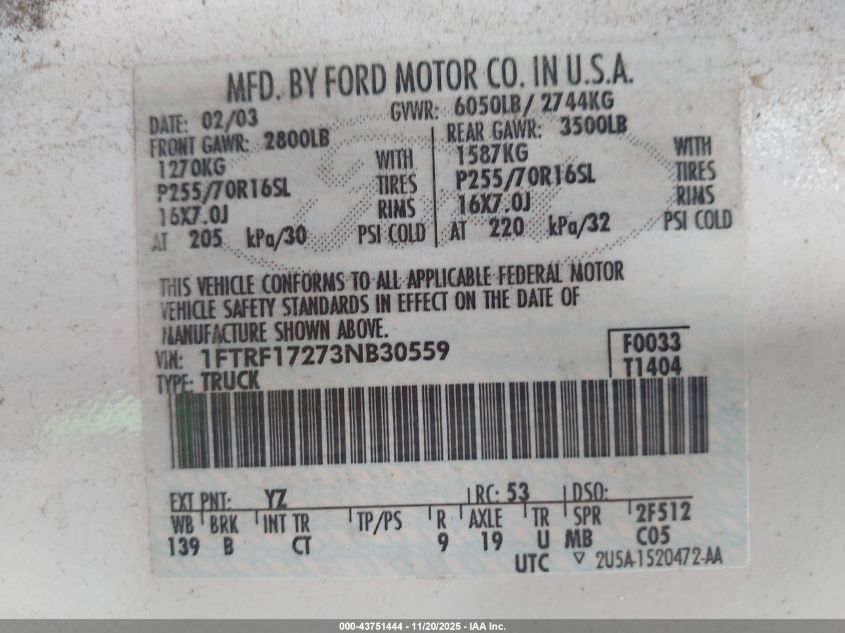 MFD. BY FORD MOTOR CO. IN U.S.A.
DATE: 02/03 GVWR: 6050LB/ 2744KG
FRONT GAWR: 2800LB REAR GAWR: 3500LB
1270KG WITH 1587KG WITH
P255/70R16SL TIRES P255/70R16SL TIRES
16X7.0J RIMS 16X7.0J RIMS
AT 205 kPa/30 PSI COLD AT 220 kPa/32 PSI COLD
THIS VEHICLE CONFORMS TO ALL APPLICABLE FEDERAL MOTOR
VEHICLE SAFETY STANDARDS IN EFFECT ON THE DATE OF
MANUFACTURE SHOWN ABOVE.
VIN: 1FTRF17273NB30559 F0033
TYPE: TRUCK T1404
EXT PNT: YZ RC: 53 DSO:
WB BRK INT TR TP/PS R AXLE TR SPR 2F512
139 B CT 9 19 U MB C05
UTC ▽ 2U5A-1520472-AA
000-43751444 - 11/20/2025 - IAA Inc.